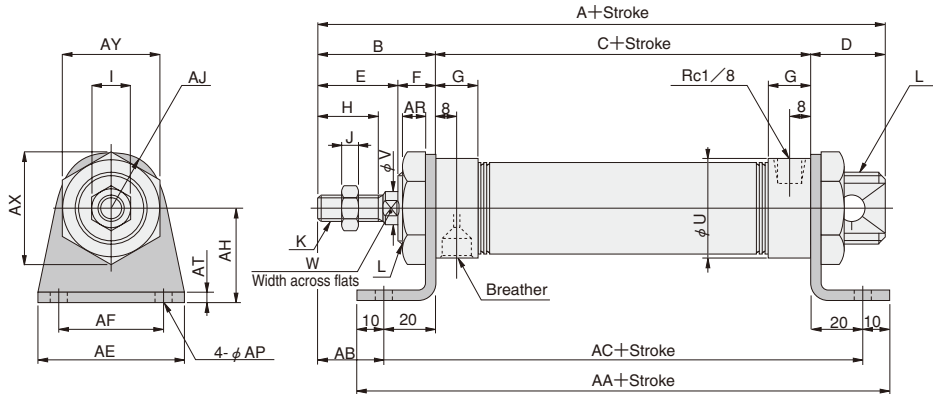 A＋Stroke
B
C＋Stroke
D
AY
I
AJ
E
F
G
Rc1／8
G
L
H
AR
8
8
J
φV
AX
AH
AT
φU
K
W
Width across flats
L
Breather
AF
AE
4-φAP
10
20
20
10
AB
AC＋Stroke
AA＋Stroke